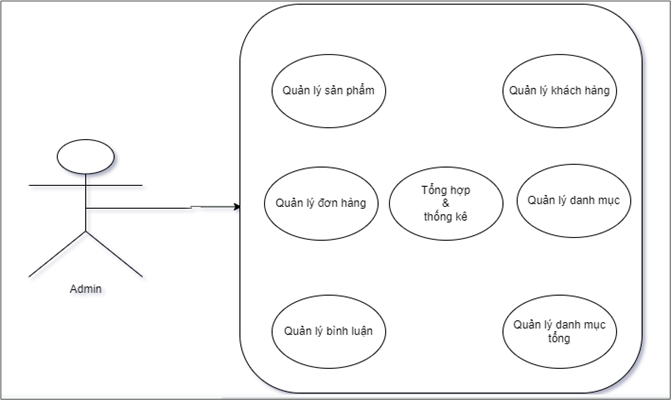 Quản lý sản phẩm
Quản lý khách hàng
Quản lý đơn hàng
Tổng hợp
&
thống kê
Quản lý danh mục
Admin
Quản lý bình luận
Quản lý danh mục
tổng